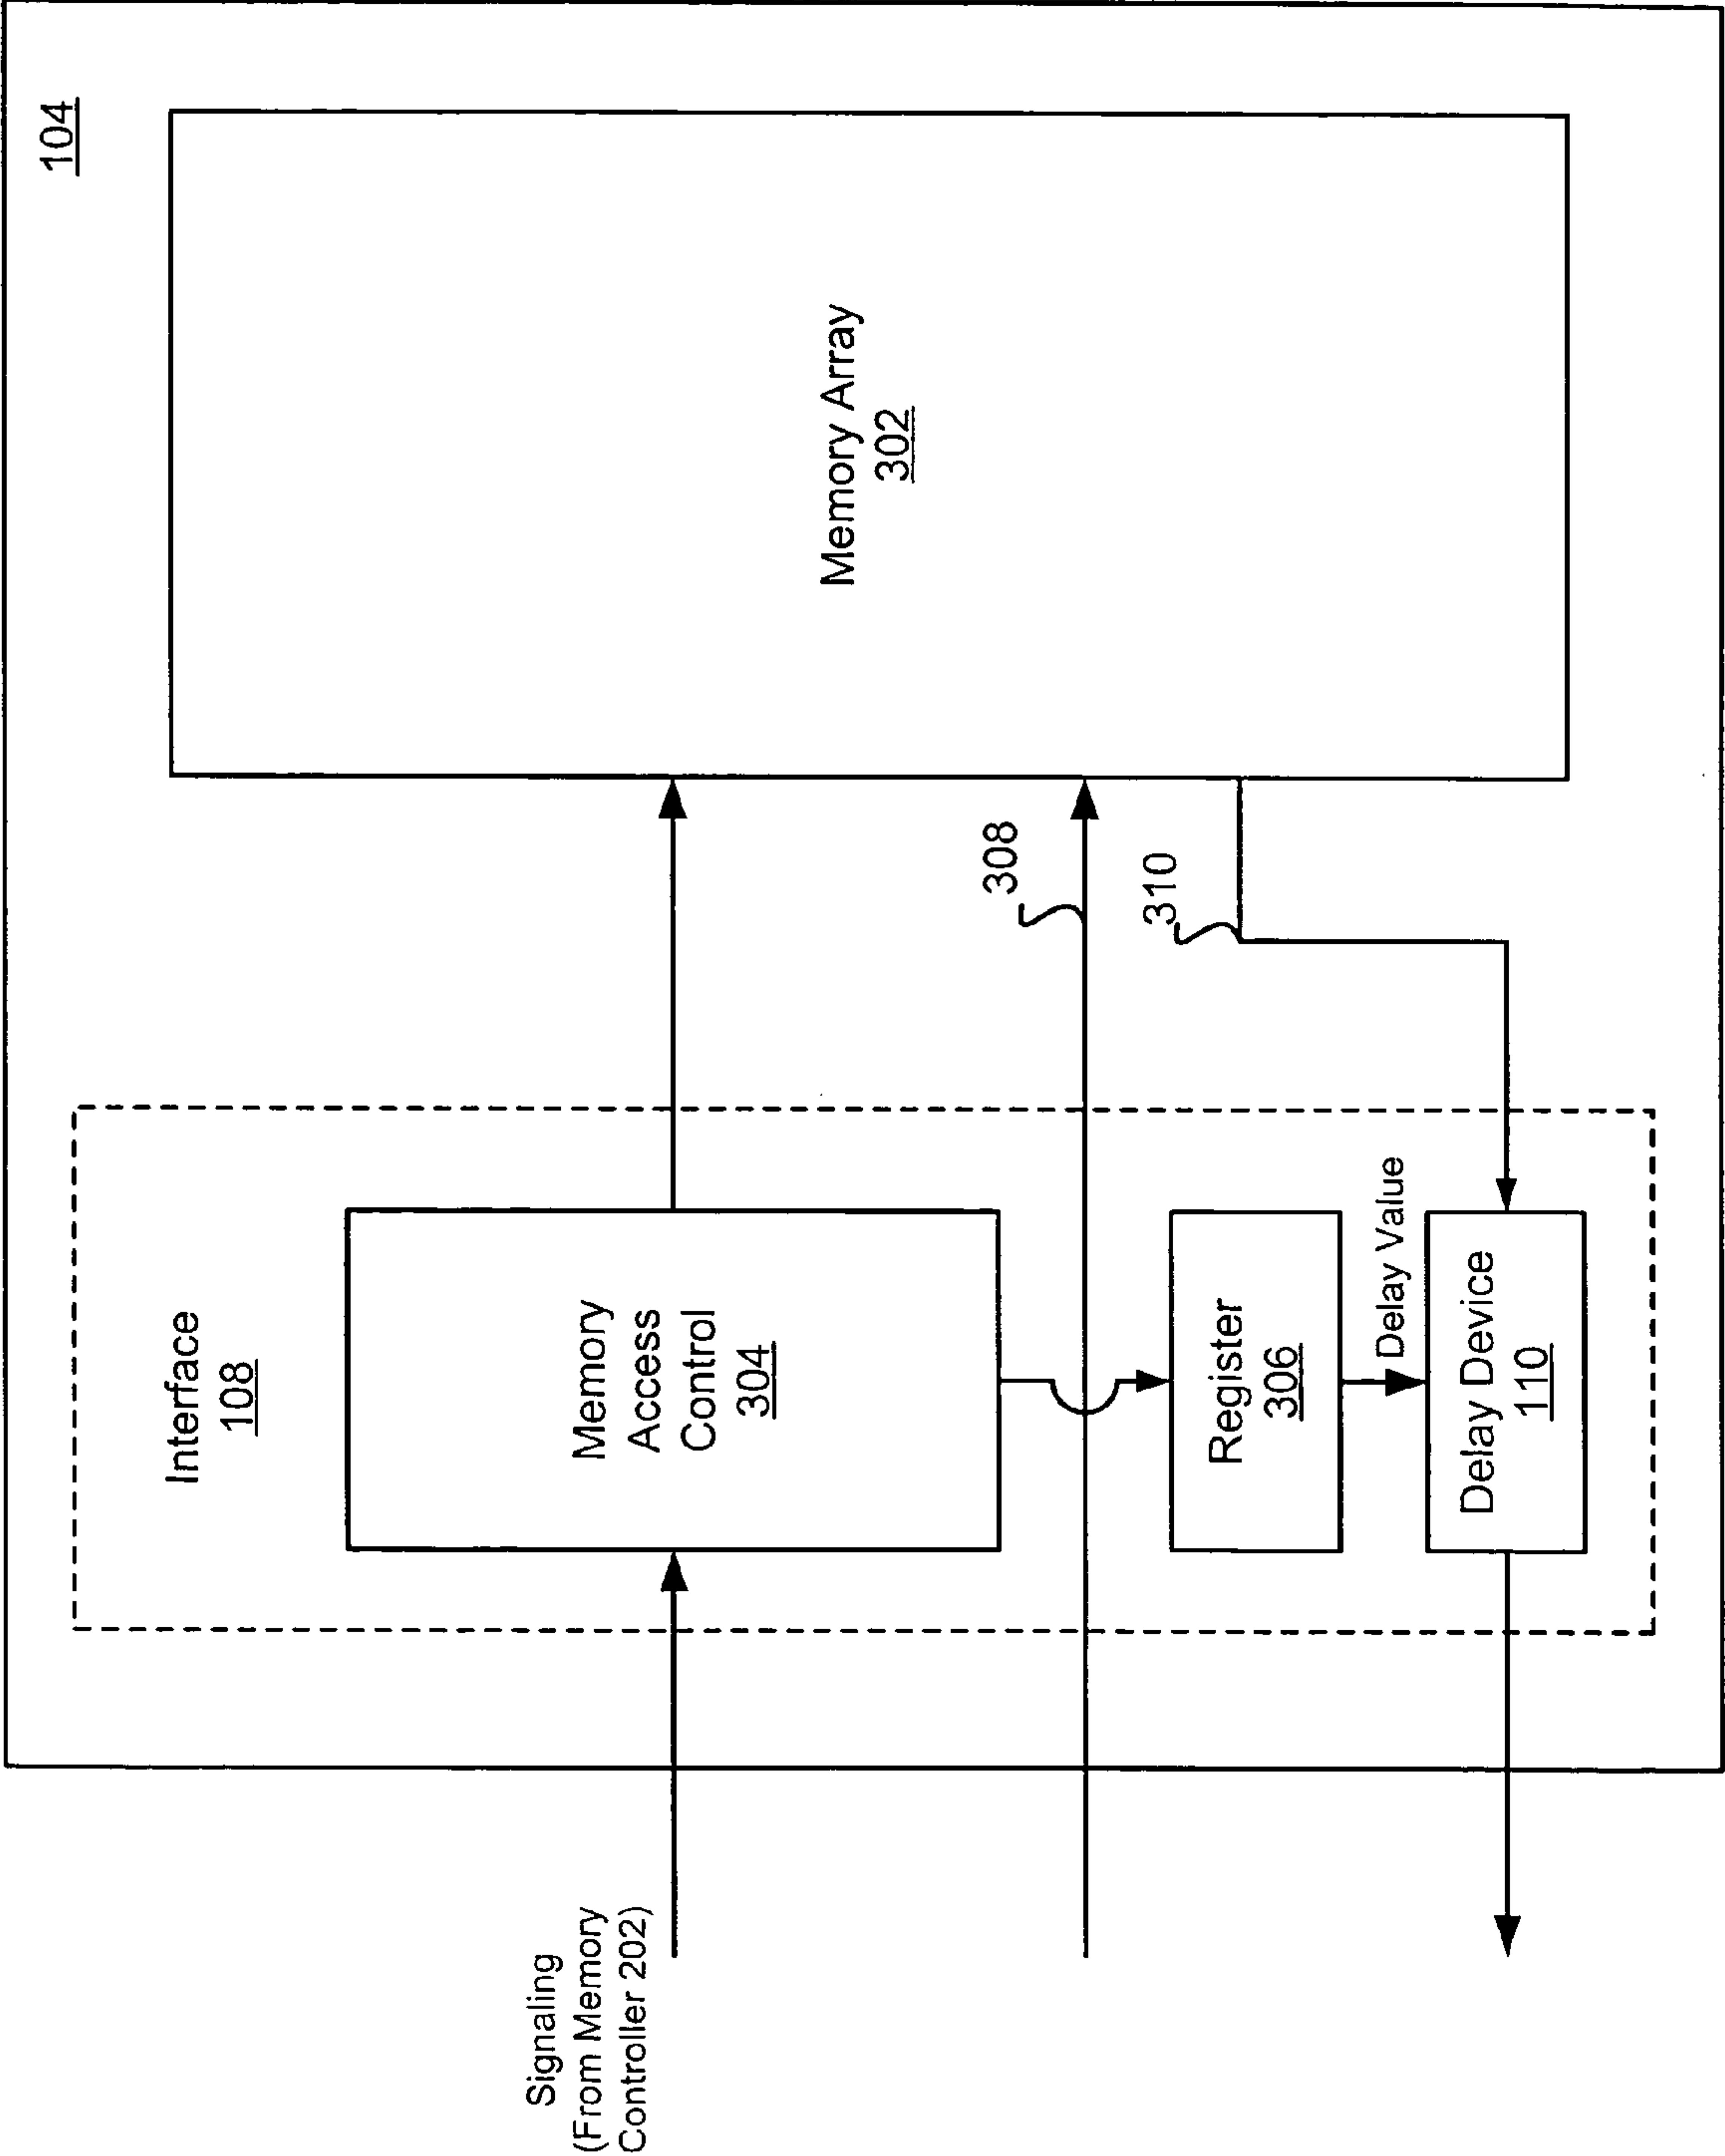 104
Interface
108
Memory
Access
Control
304
Memory Array
302
Signaling
(From Memory
Controller 202)
308
310
Register
306
Delay Value
Delay Device
110